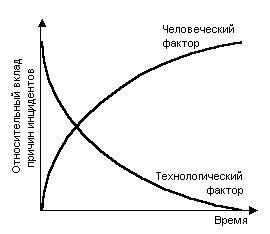 Человеческий
фактор
Относительный вклад
причин инцидентов
Технологический
фактор
Время